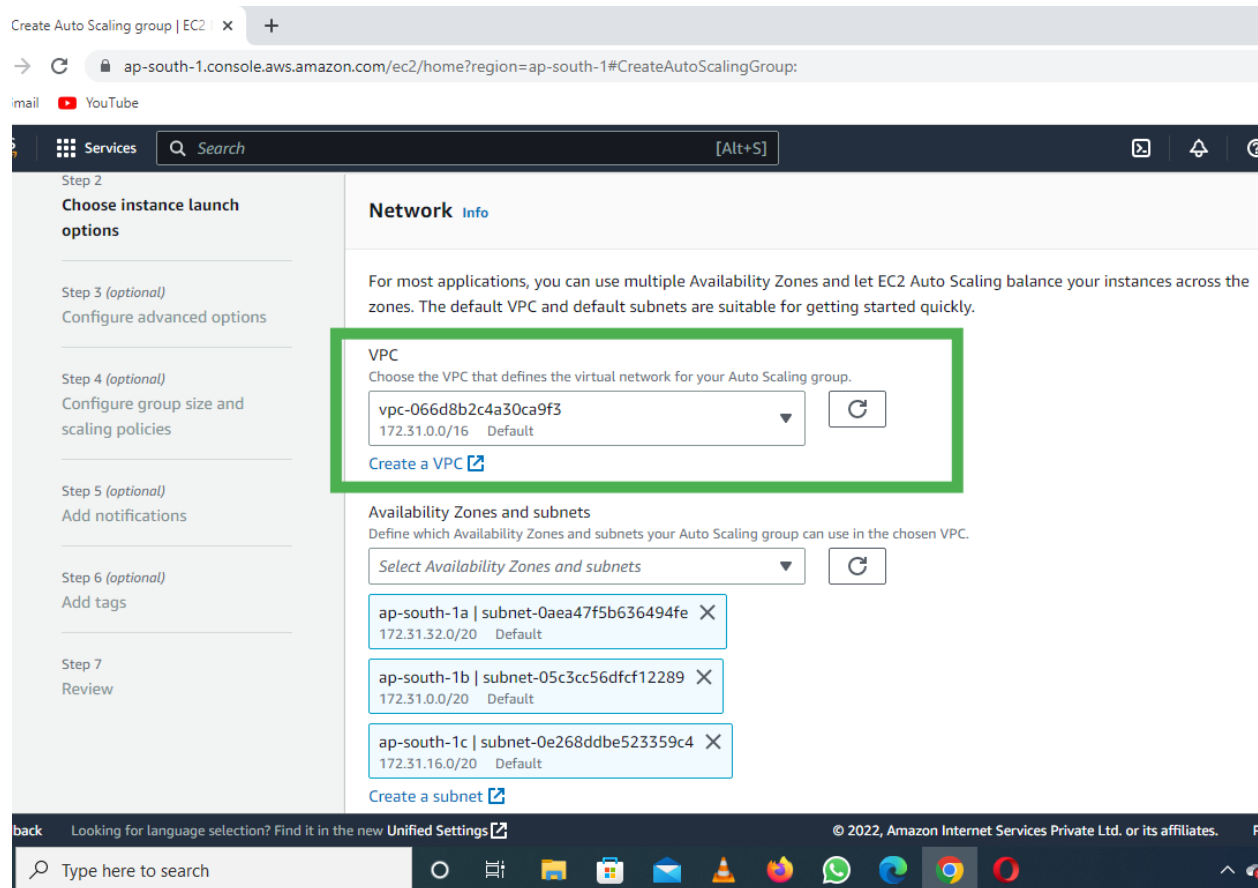 Create Auto Scaling group | EC2
ap-south-1.console.aws.amazon.com/ec2/home?region=ap-south-1#CreateAutoScalingGroup:
mail YouTube
Services Search [Alt+S]
Step 2
Choose instance launch
options
Step 3 (optional)
Configure advanced options
Step 4 (optional)
Configure group size and
scaling policies
Step 5 (optional)
Add notifications
Step 6 (optional)
Add tags
Step 7
Review
Network Info
For most applications, you can use multiple Availability Zones and let EC2 Auto Scaling balance your instances across the
zones. The default VPC and default subnets are suitable for getting started quickly.
VPC
Choose the VPC that defines the virtual network for your Auto Scaling group.
vpc-066d8b2c4a30ca9f3
172.31.0.0/16 Default
Create a VPC
Availability Zones and subnets
Define which Availability Zones and subnets your Auto Scaling group can use in the chosen VPC.
Select Availability Zones and subnets
ap-south-1a | subnet-0aea47f5b636494fe
172.31.32.0/20 Default
ap-south-1b | subnet-05c3cc56dfcf12289
172.31.0.0/20 Default
ap-south-1c | subnet-0e268ddbe523359c4
172.31.16.0/20 Default
Create a subnet
back Looking for language selection? Find it in the new Unified Settings © 2022, Amazon Internet Services Private Ltd. or its affiliates.
Type here to search